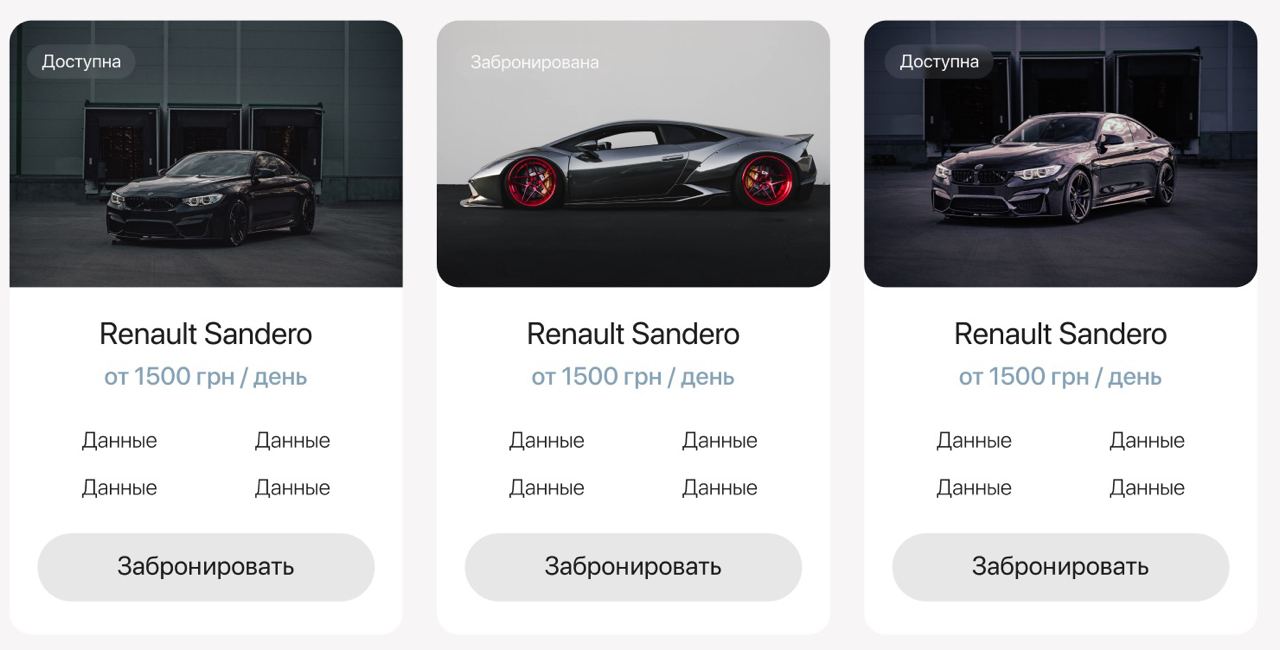 Доступна
Renault Sandero
от 1500 грн / день
Данные Данные
Данные Данные
Забронировать
Забронирована
Renault Sandero
от 1500 грн / день
Данные Данные
Данные Данные
Забронировать
Доступна
Renault Sandero
от 1500 грн / день
Данные Данные
Данные Данные
Забронировать